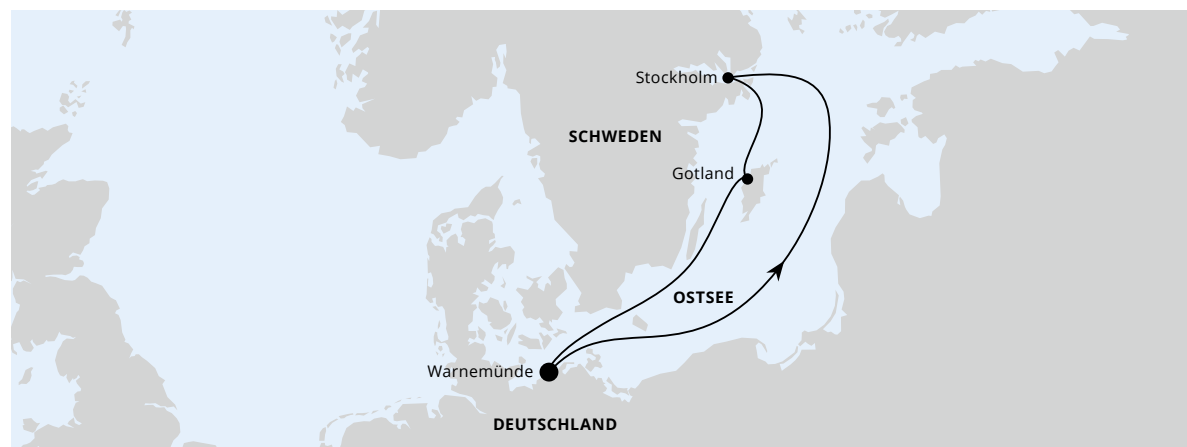 Stockholm
SCHWEDEN
Gotland
OSTSEE
Warnemünde
DEUTSCHLAND